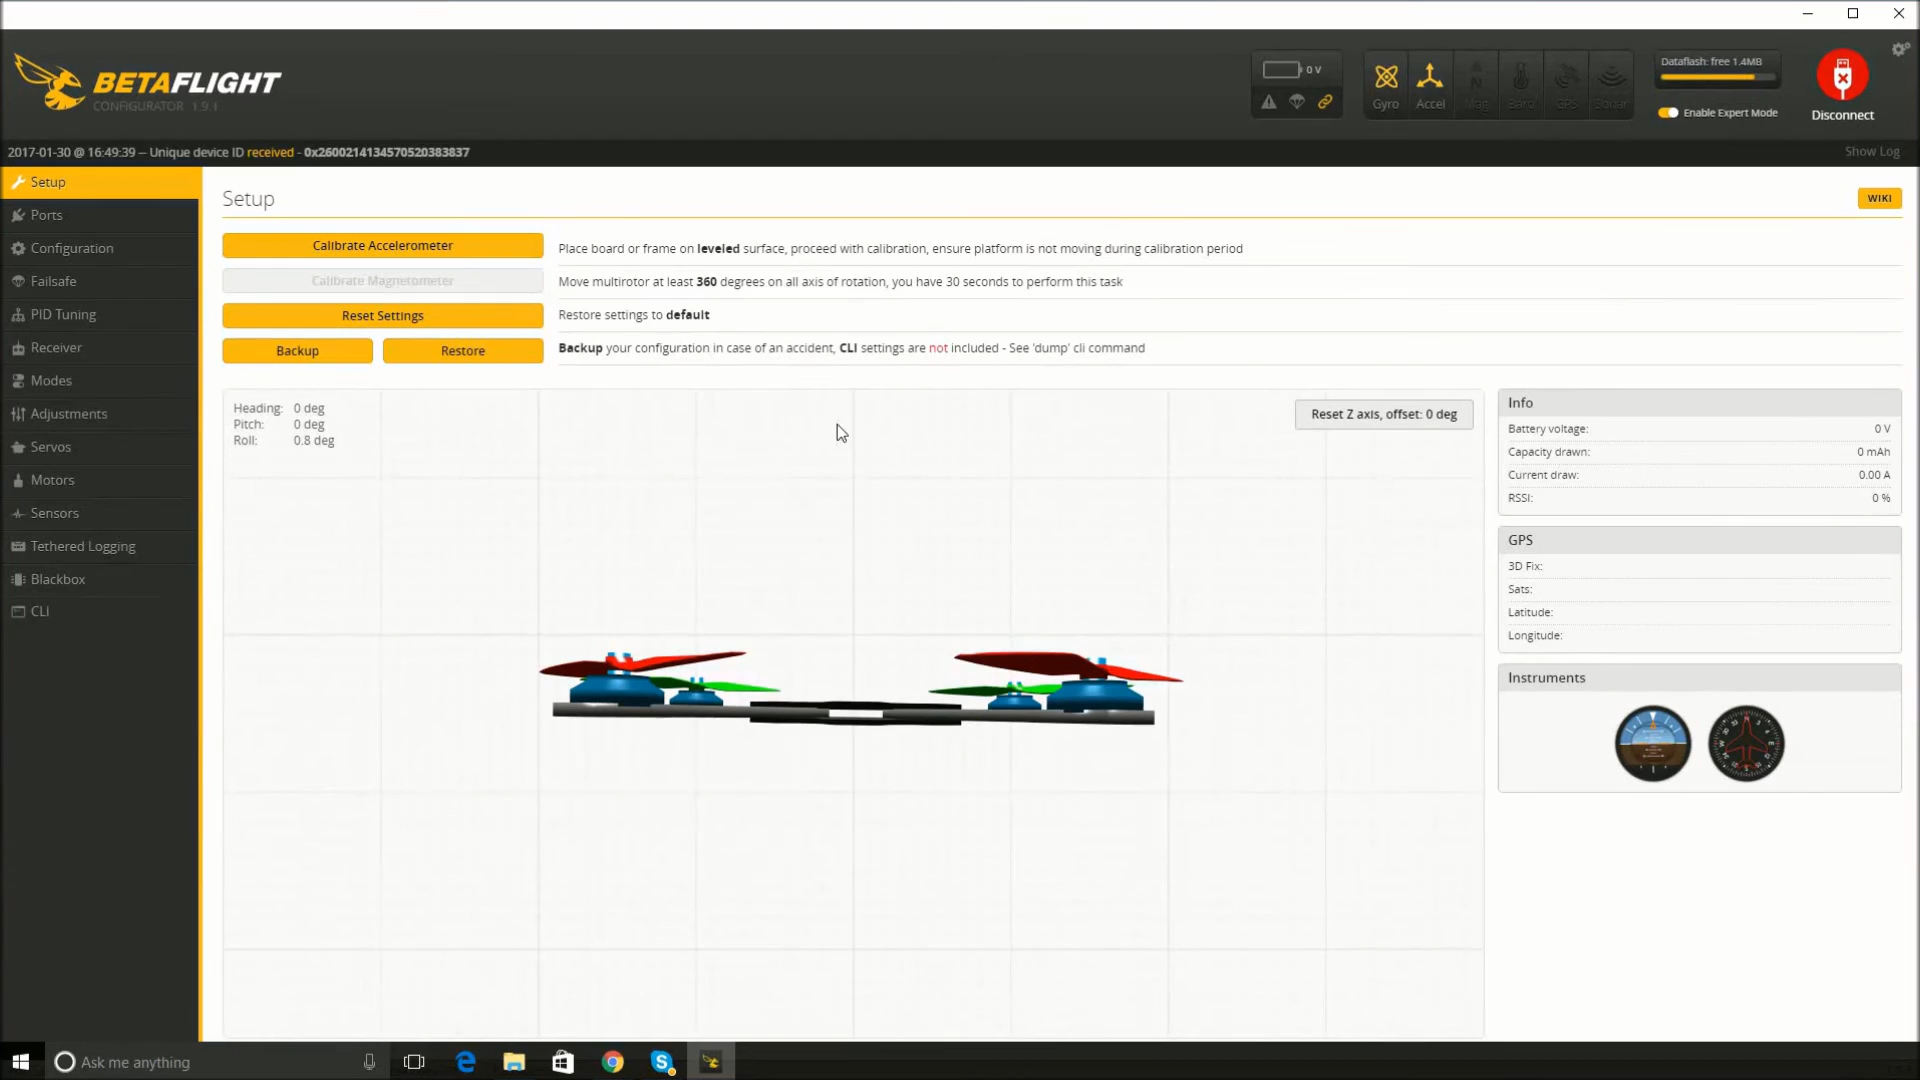 BETAFLIGHT
CONFIGURATOR 1.9.1
0 V
Gyro
Accel
Mag
Baro
GPS
Sonar
Dataflash: free 1.4MB
Enable Expert Mode
Disconnect
2017-01-30 @ 16:49:39 -- Unique device ID received - 0x2600214134570520383837
Show Log
Setup
Ports
Configuration
Failsafe
PID Tuning
Receiver
Modes
Adjustments
Servos
Motors
Sensors
Tethered Logging
Blackbox
CLI
Setup
WIKI
Calibrate Accelerometer
Place board or frame on leveled surface, proceed with calibration, ensure platform is not moving during calibration period
Calibrate Magnetometer
Move multirotor at least 360 degrees on all axis of rotation, you have 30 seconds to perform this task
Reset Settings
Restore settings to default
Backup
Restore
Backup your configuration in case of an accident, CLI settings are not included - See 'dump' cli command
Heading: 0 deg
Pitch: 0 deg
Roll: 0.8 deg
Reset Z axis, offset: 0 deg
Info
Battery voltage: 0 V
Capacity drawn: 0 mAh
Current draw: 0.00 A
RSSI: 0 %
GPS
3D Fix:
Sats:
Latitude:
Longitude:
Instruments
Ask me anything